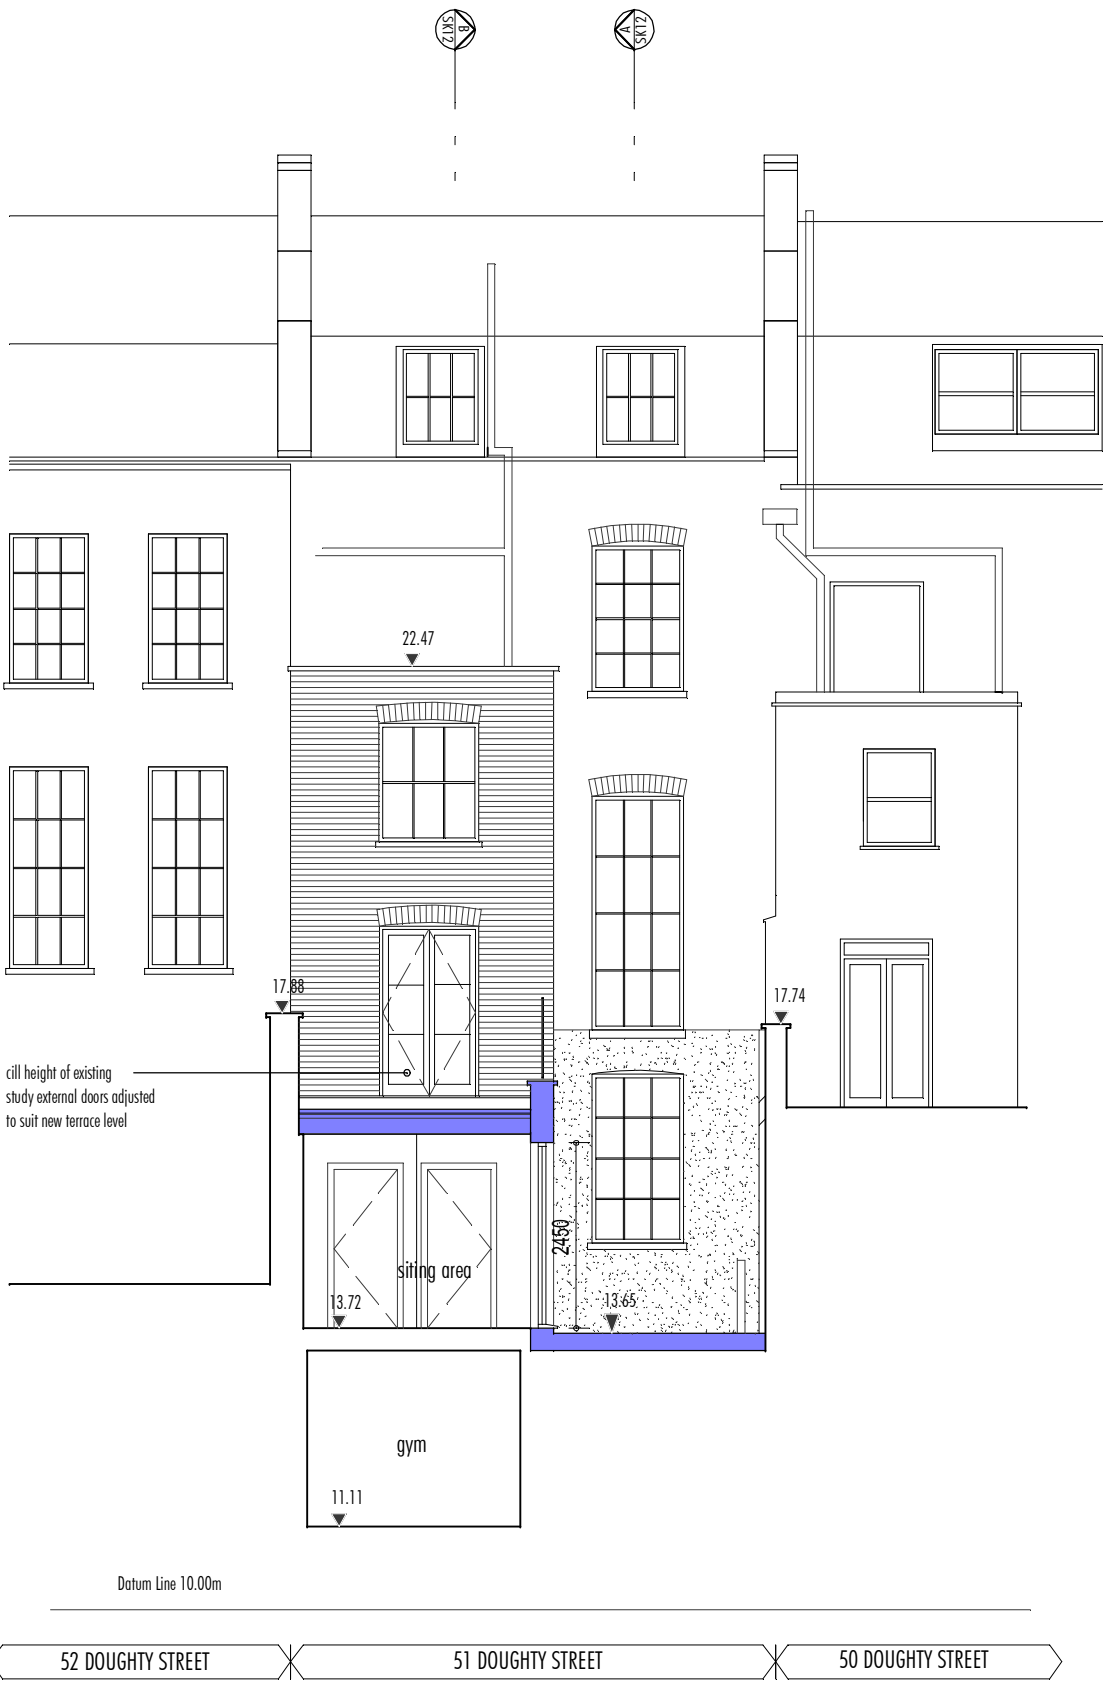 B
SK12
A
SK12
22.47
17.88
17.74
cill height of existing
study external doors adjusted
to suit new terrace level
2450
siting area
13.72
13.65
gym
11.11
Datum Line 10.00m
52 DOUGHTY STREET
51 DOUGHTY STREET
50 DOUGHTY STREET